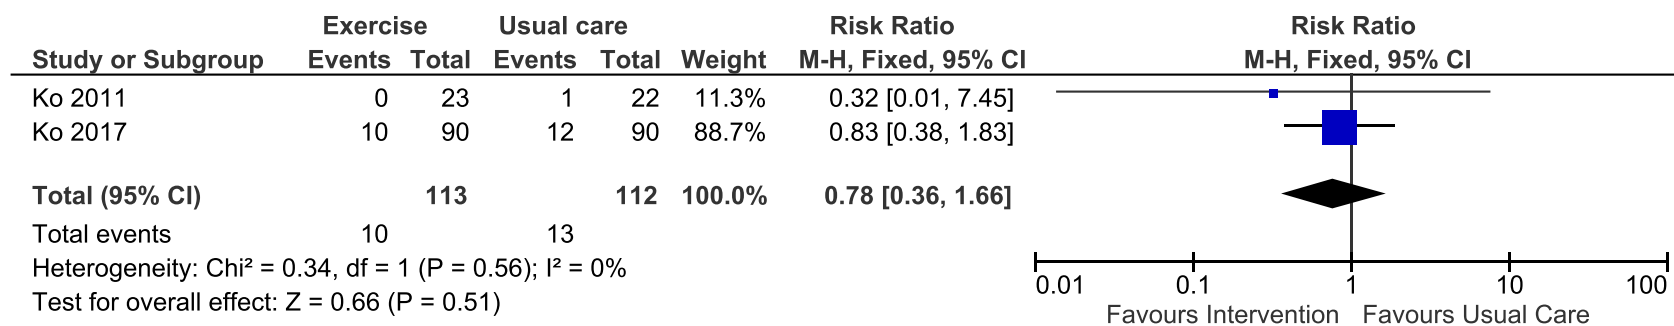 Exercise Usual care Risk Ratio Risk Ratio
Study or Subgroup Events Total Events Total Weight M-H, Fixed, 95% CI M-H, Fixed, 95% CI
Ko 2011 0 23 1 22 11.3% 0.32 [0.01, 7.45]
Ko 2017 10 90 12 90 88.7% 0.83 [0.38, 1.83]
Total (95% CI) 113 112 100.0% 0.78 [0.36, 1.66]
Total events 10 13
Heterogeneity: Chi² = 0.34, df = 1 (P = 0.56); I² = 0%
Test for overall effect: Z = 0.66 (P = 0.51)
0.01 0.1 1 10 100
Favours Intervention Favours Usual Care